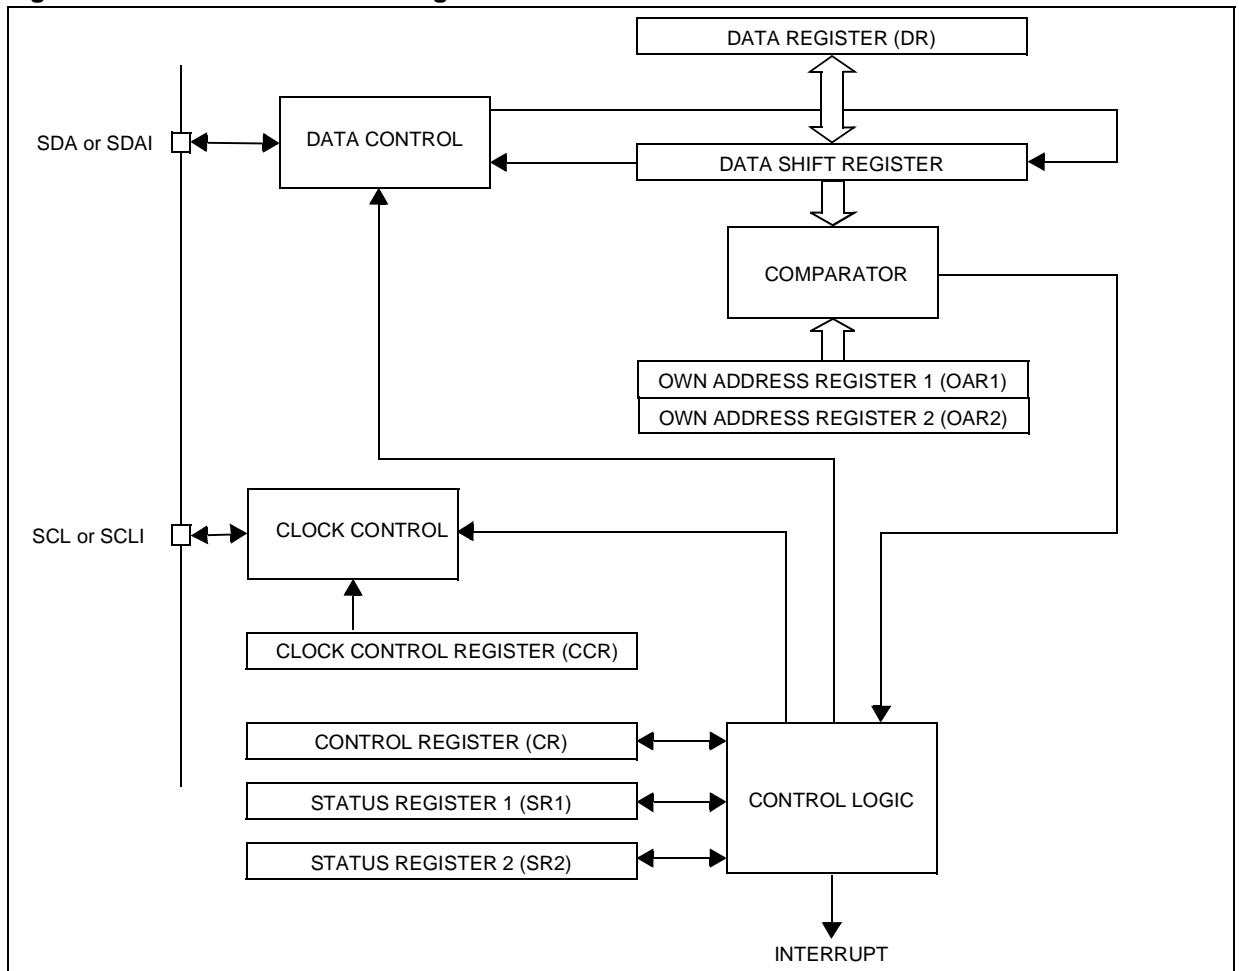 DATA REGISTER (DR)
SDA or SDAI
DATA CONTROL
DATA SHIFT REGISTER
COMPARATOR
OWN ADDRESS REGISTER 1 (OAR1)
OWN ADDRESS REGISTER 2 (OAR2)
SCL or SCLI
CLOCK CONTROL
CLOCK CONTROL REGISTER (CCR)
CONTROL REGISTER (CR)
STATUS REGISTER 1 (SR1)
CONTROL LOGIC
STATUS REGISTER 2 (SR2)
INTERRUPT